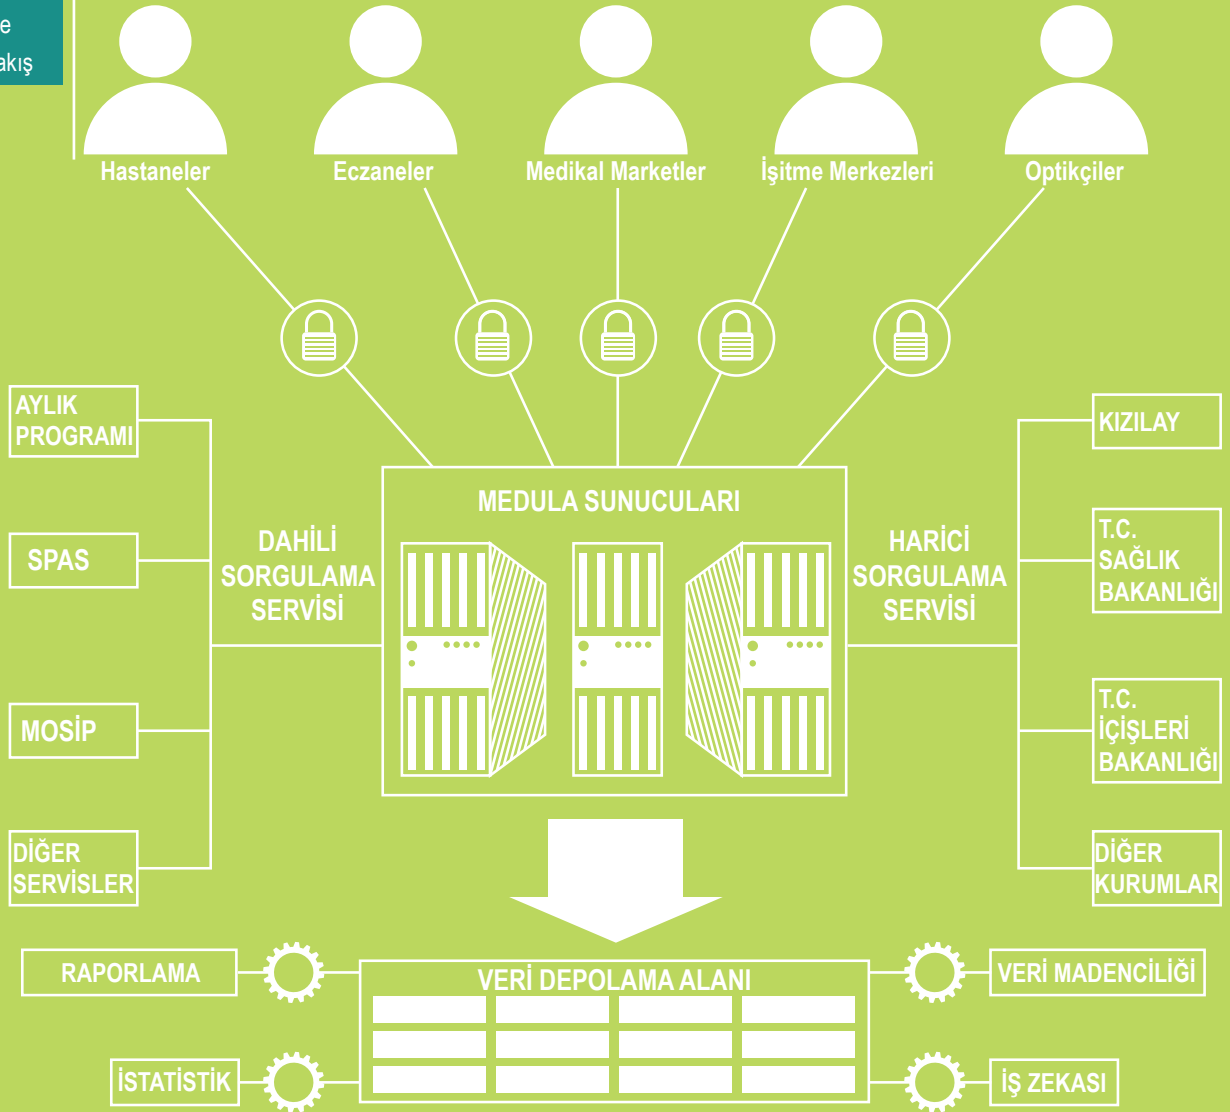 e
akış
Hastaneler
Eczaneler
Medikal Marketler
İşitme Merkezleri
Optikçiler
AYLIK
PROGRAMI
SPAS
MOSİP
DİĞER
SERVİSLER
DAHİLİ
SORGULAMA
SERVİSİ
MEDULA SUNUCULARI
HARİCİ
SORGULAMA
SERVİSİ
KIZILAY
T.C.
SAĞLIK
BAKANLIĞI
T.C.
İÇİŞLERİ
BAKANLIĞI
DİĞER
KURUMLAR
RAPORLAMA
VERİ DEPOLAMA ALANI
VERİ MADENCİLİĞİ
İSTATİSTİK
İŞ ZEKASI